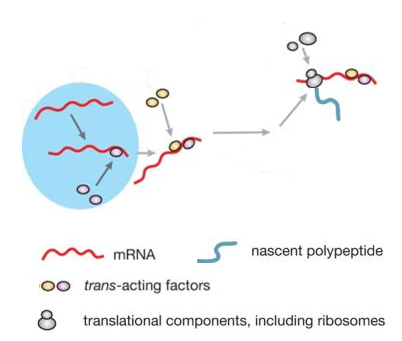 mRNA
nascent polypeptide
trans-acting factors
translational components, including ribosomes